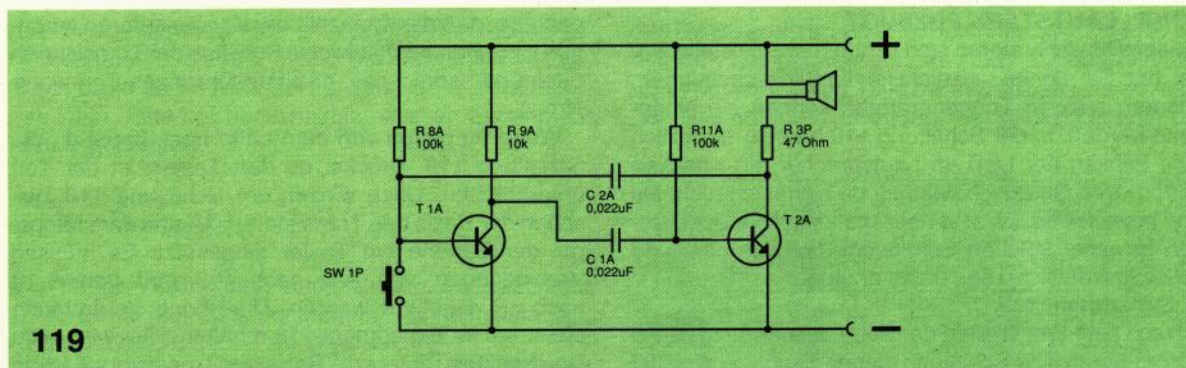 +
R 8A
100k
R 9A
10k
R11A
100k
R 3P
47 Ohm
C 2A
0,022uF
T 1A
T 2A
C 1A
0,022uF
SW 1P
−
119